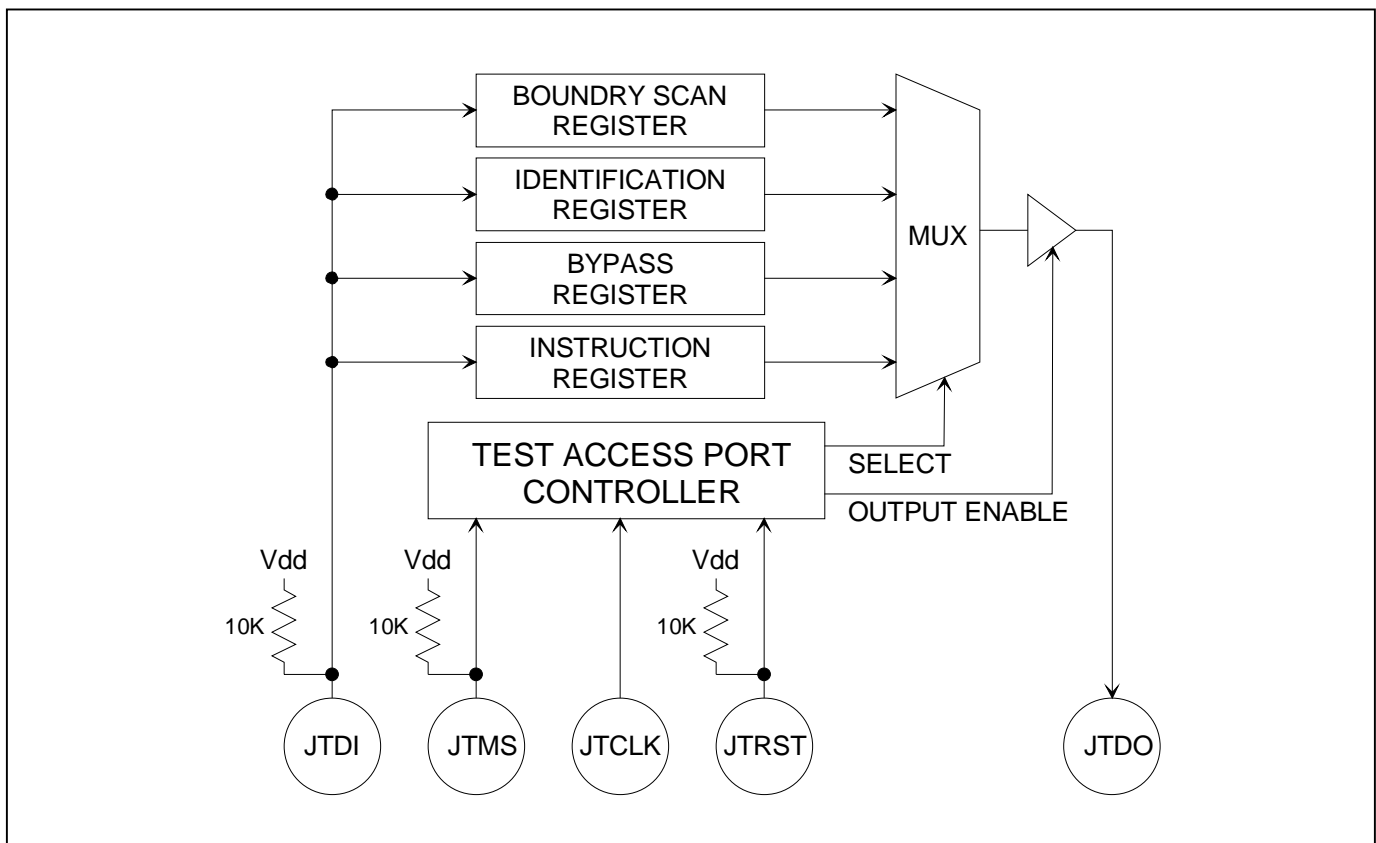 BOUNDRY SCAN
REGISTER
IDENTIFICATION
REGISTER
BYPASS
REGISTER
INSTRUCTION
REGISTER
MUX
TEST ACCESS PORT
CONTROLLER
SELECT
OUTPUT ENABLE
Vdd
Vdd
Vdd
10K
10K
10K
JTDI
JTMS
JTCLK
JTRST
JTDO